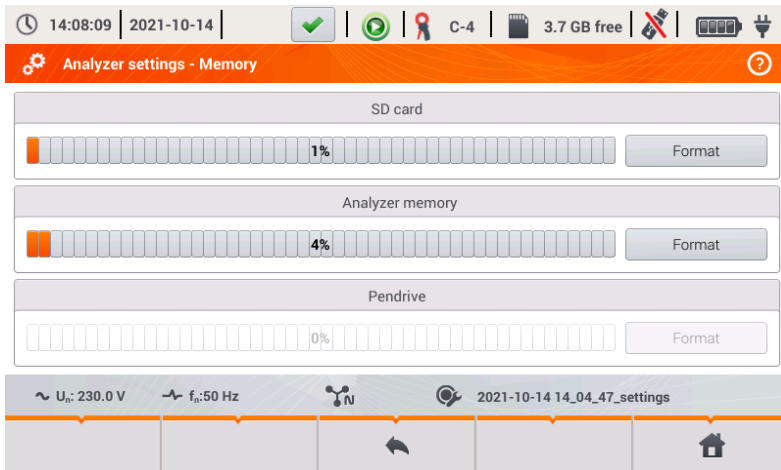 14:08:09 2021-10-14 C-4 3.7 GB free
Analyzer settings - Memory ?
SD card
1% Format
Analyzer memory
4% Format
Pendrive
0% Format
Uₙ: 230.0 V fₙ:50 Hz N 2021-10-14 14_04_47_settings